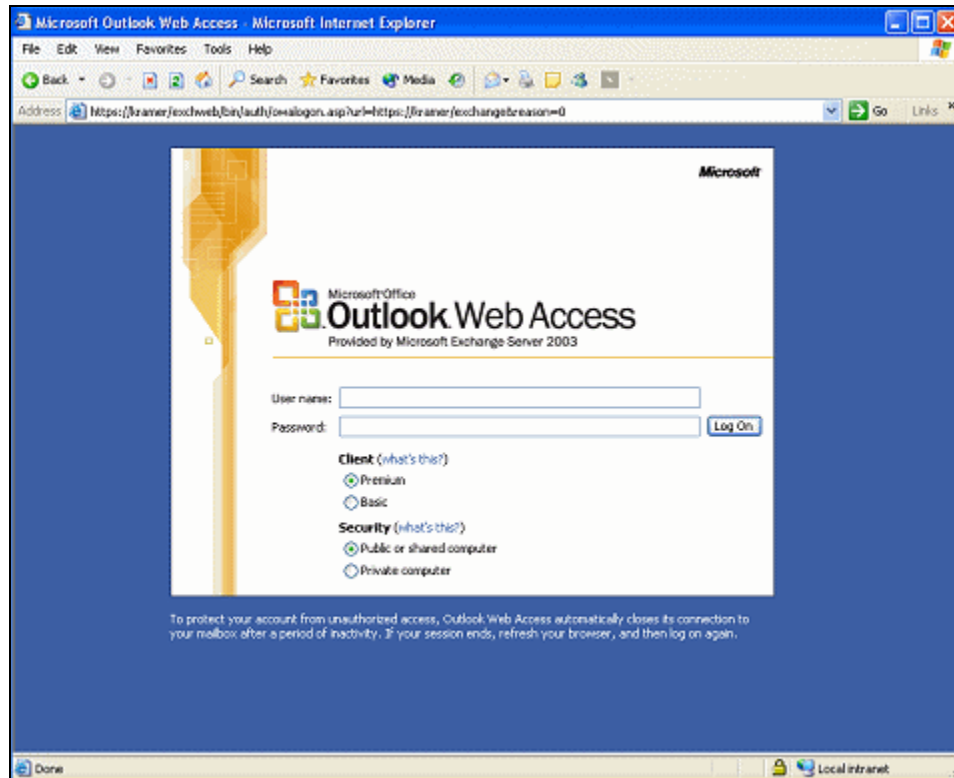 Microsoft Outlook Web Access - Microsoft Internet Explorer
File Edit View Favorites Tools Help
Back Search Favorites Media
Address https://kramer/exchweb/bin/auth/owalogon.asp?url=https://kramer/exchange&reason=0 Go Links
Microsoft
Microsoft Office
Outlook Web Access
Provided by Microsoft Exchange Server 2003
User name:
Password: Log On
Client (what's this?)
Premium
Basic
Security (what's this?)
Public or shared computer
Private computer
To protect your account from unauthorized access, Outlook Web Access automatically closes its connection to
your mailbox after a period of inactivity. If your session ends, refresh your browser, and then log on again.
Done Local intranet